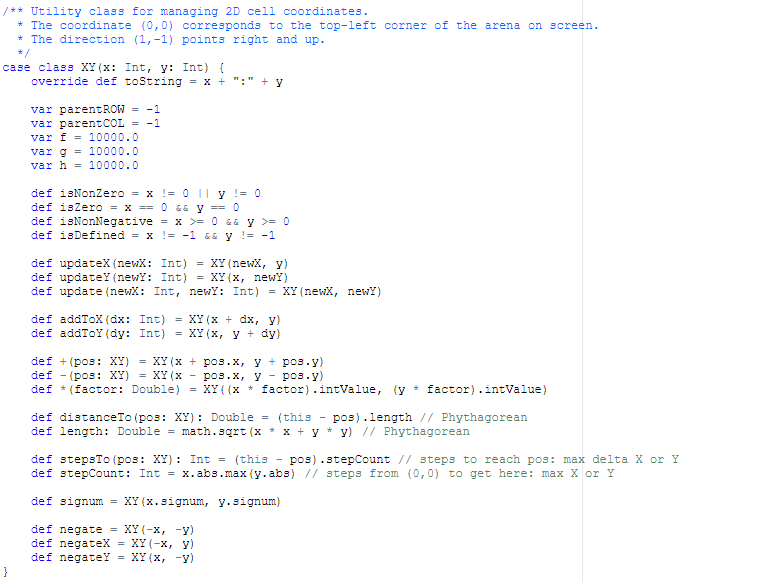 /** Utility class for managing 2D cell coordinates.
  * The coordinate (0,0) corresponds to the top-left corner of the arena on screen.
  * The direction (1,-1) points right and up.
  */
case class XY(x: Int, y: Int) {
    override def toString = x + ":" + y

    var parentROW = -1
    var parentCOL = -1
    var f = 10000.0
    var g = 10000.0
    var h = 10000.0

    def isNonZero = x != 0 || y != 0
    def isZero = x == 0 && y == 0
    def isNonNegative = x >= 0 && y >= 0
    def isDefined = x != -1 && y != -1

    def updateX(newX: Int) = XY(newX, y)
    def updateY(newY: Int) = XY(x, newY)
    def update(newX: Int, newY: Int) = XY(newX, newY)

    def addToX(dx: Int) = XY(x + dx, y)
    def addToY(dy: Int) = XY(x, y + dy)

    def +(pos: XY) = XY(x + pos.x, y + pos.y)
    def -(pos: XY) = XY(x - pos.x, y - pos.y)
    def *(factor: Double) = XY((x * factor).intValue, (y * factor).intValue)

    def distanceTo(pos: XY): Double = (this - pos).length // Phythagorean
    def length: Double = math.sqrt(x * x + y * y) // Phythagorean

    def stepsTo(pos: XY): Int = (this - pos).stepCount // steps to reach pos: max delta X or Y
    def stepCount: Int = x.abs.max(y.abs) // steps from (0,0) to get here: max X or Y

    def signum = XY(x.signum, y.signum)

    def negate = XY(-x, -y)
    def negateX = XY(-x, y)
    def negateY = XY(x, -y)
}